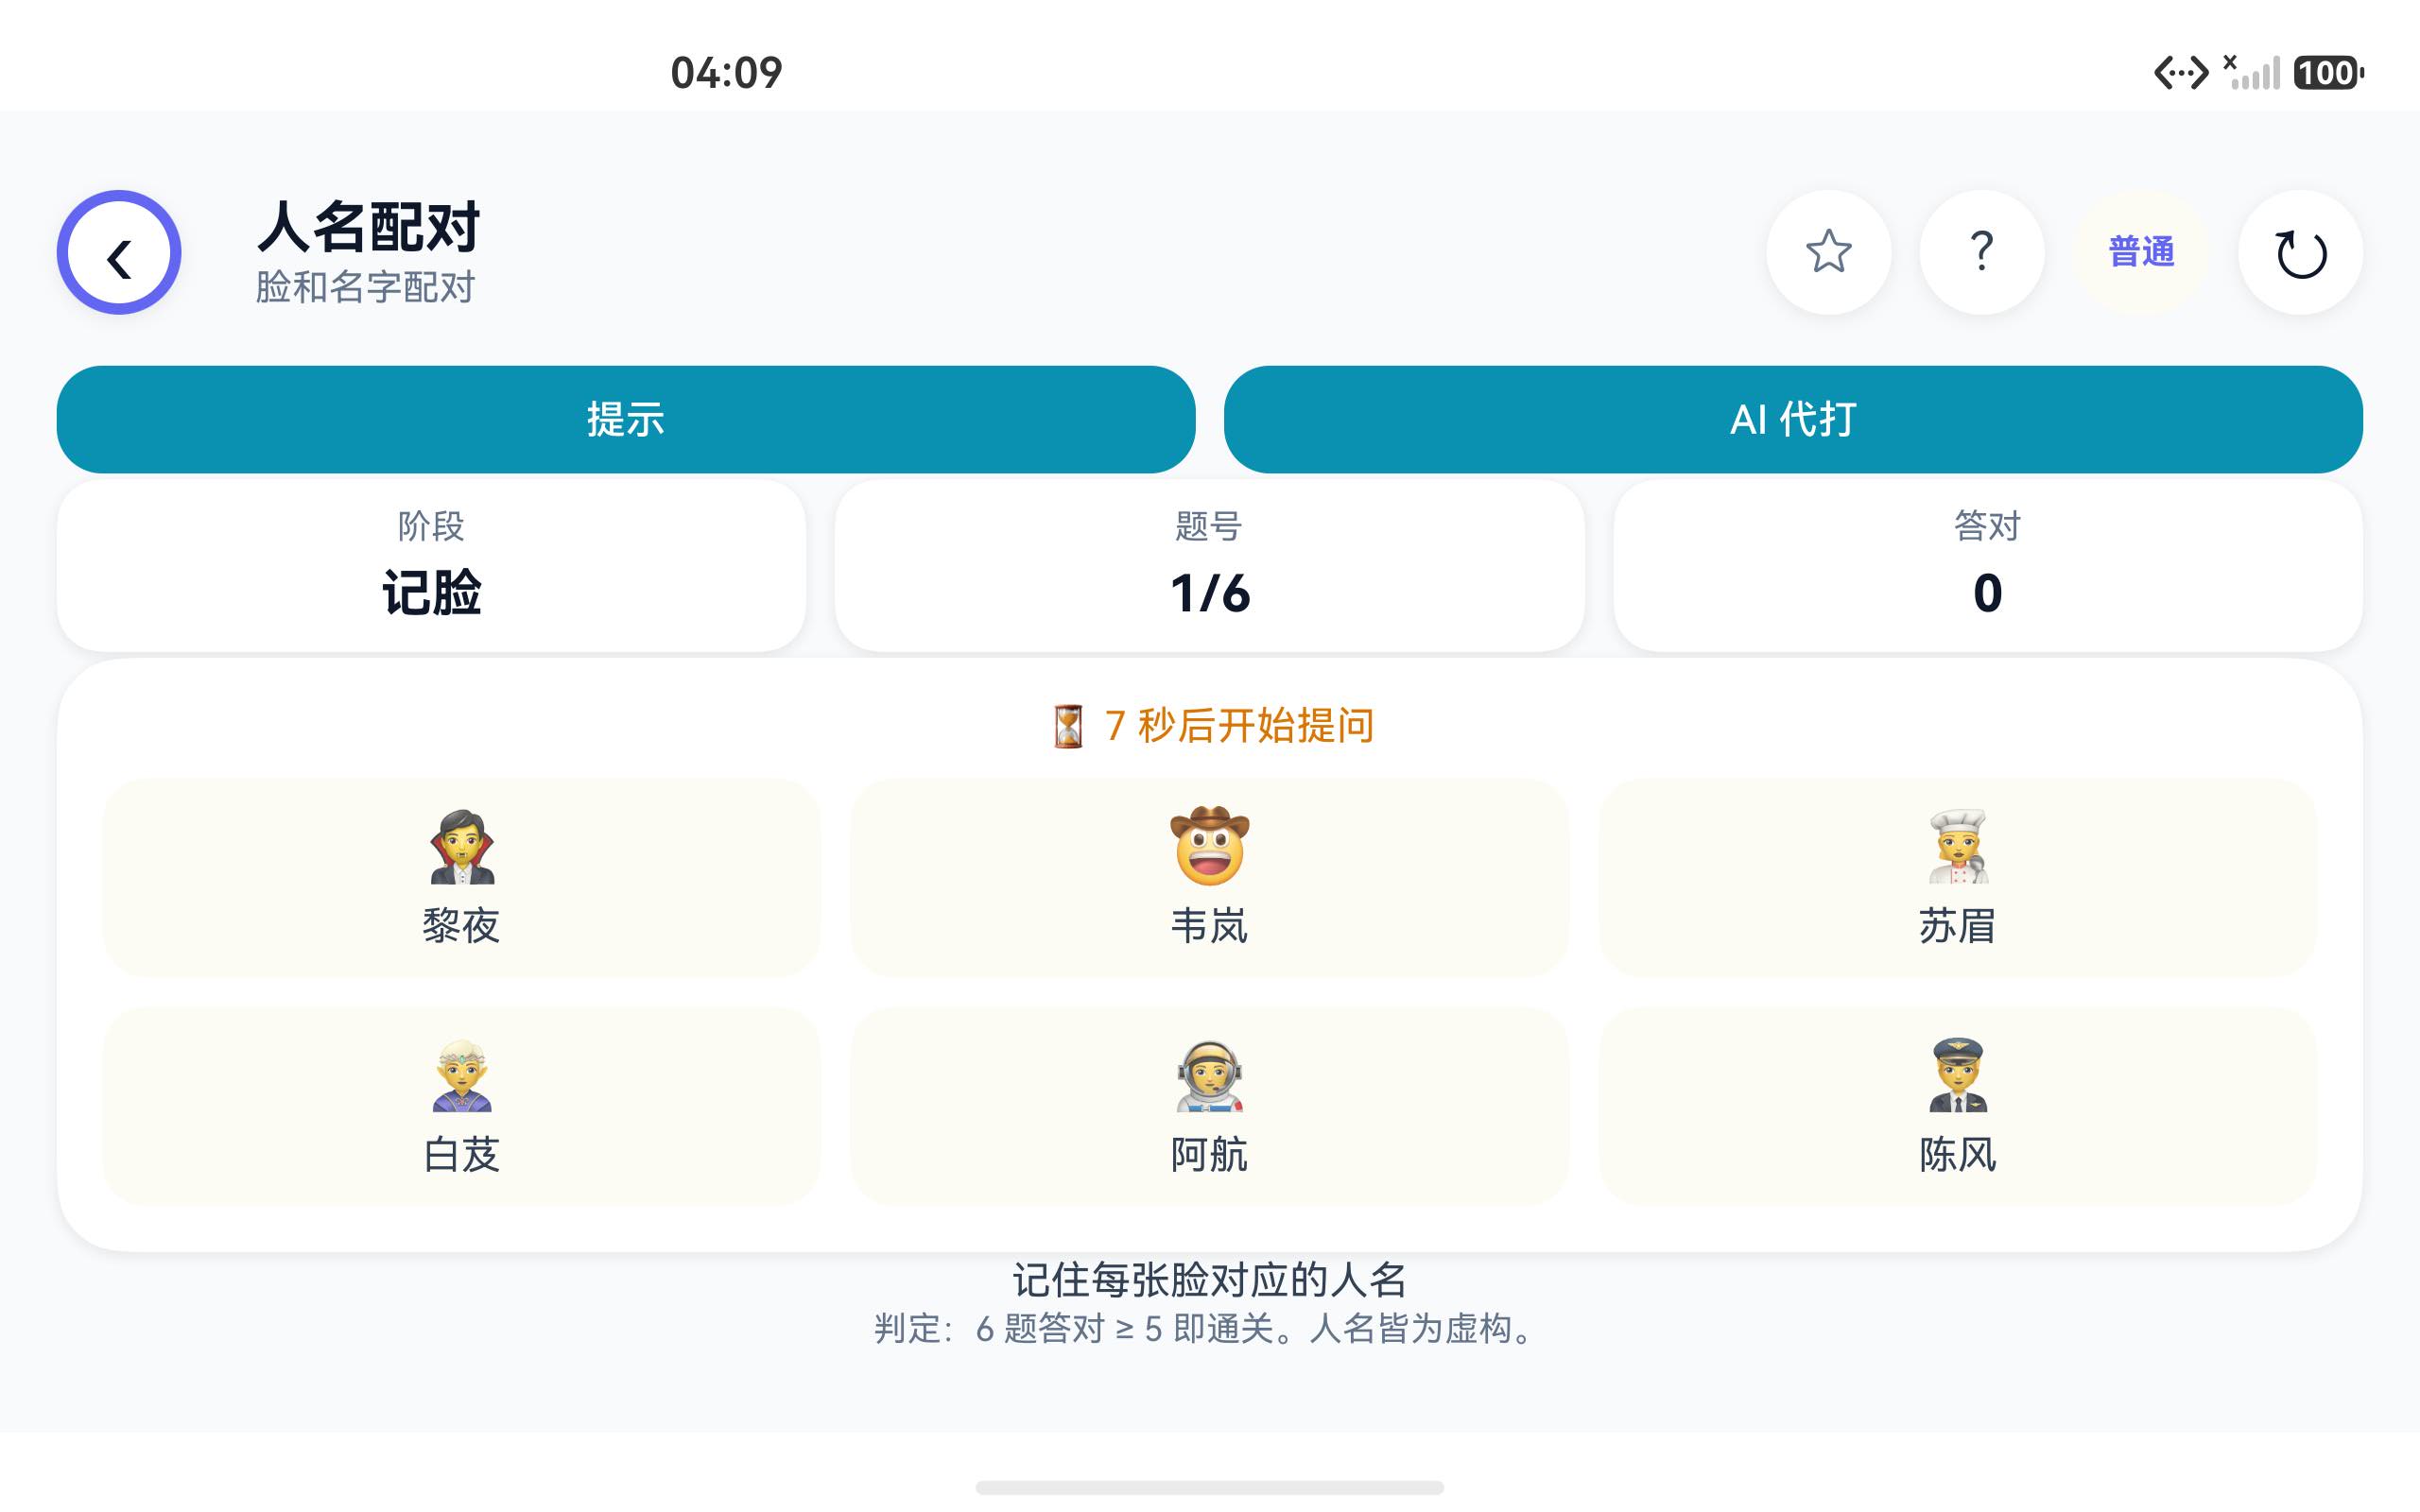 04:09
100
人名配对
脸和名字配对
?
普通
提示
AI 代打
阶段
记脸
题号
1/6
答对
0
7 秒后开始提问
黎夜
韦岚
苏眉
白芨
阿航
陈风
记住每张脸对应的人名
判定：6 题答对 ≥ 5 即通关。人名皆为虚构。